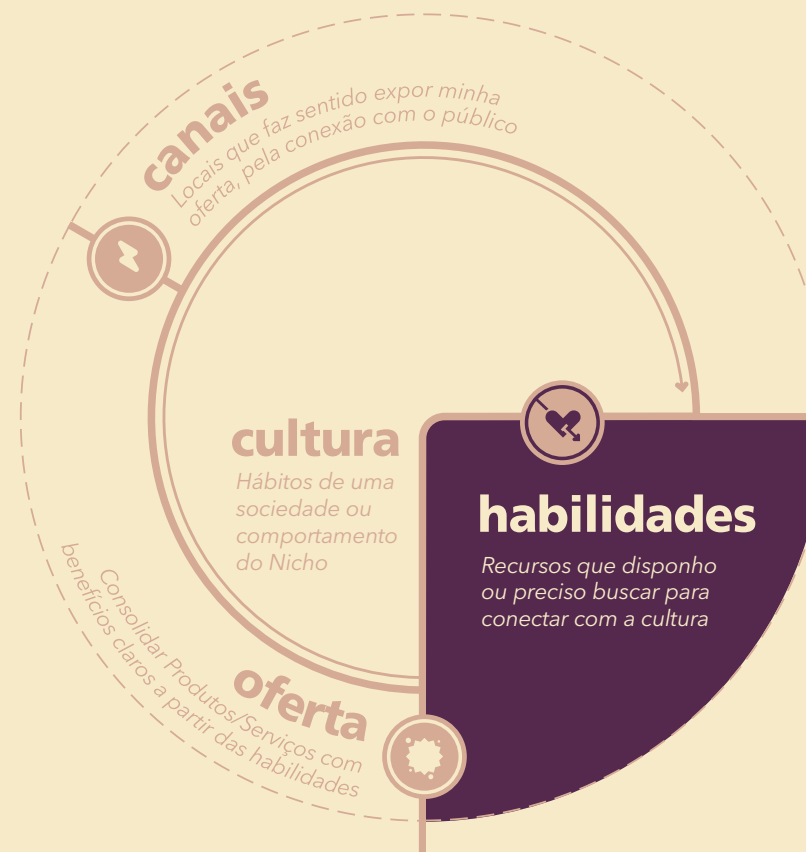 canais
Locais que faz sentido expor minha
oferta, pela conexão com o público
cultura
Hábitos de uma
sociedade ou
comportamento
do Nicho
habilidades
Recursos que disponho
ou preciso buscar para
conectar com a cultura
oferta
Consolidar Produtos/Serviços com
benefícios claros a partir das habilidades